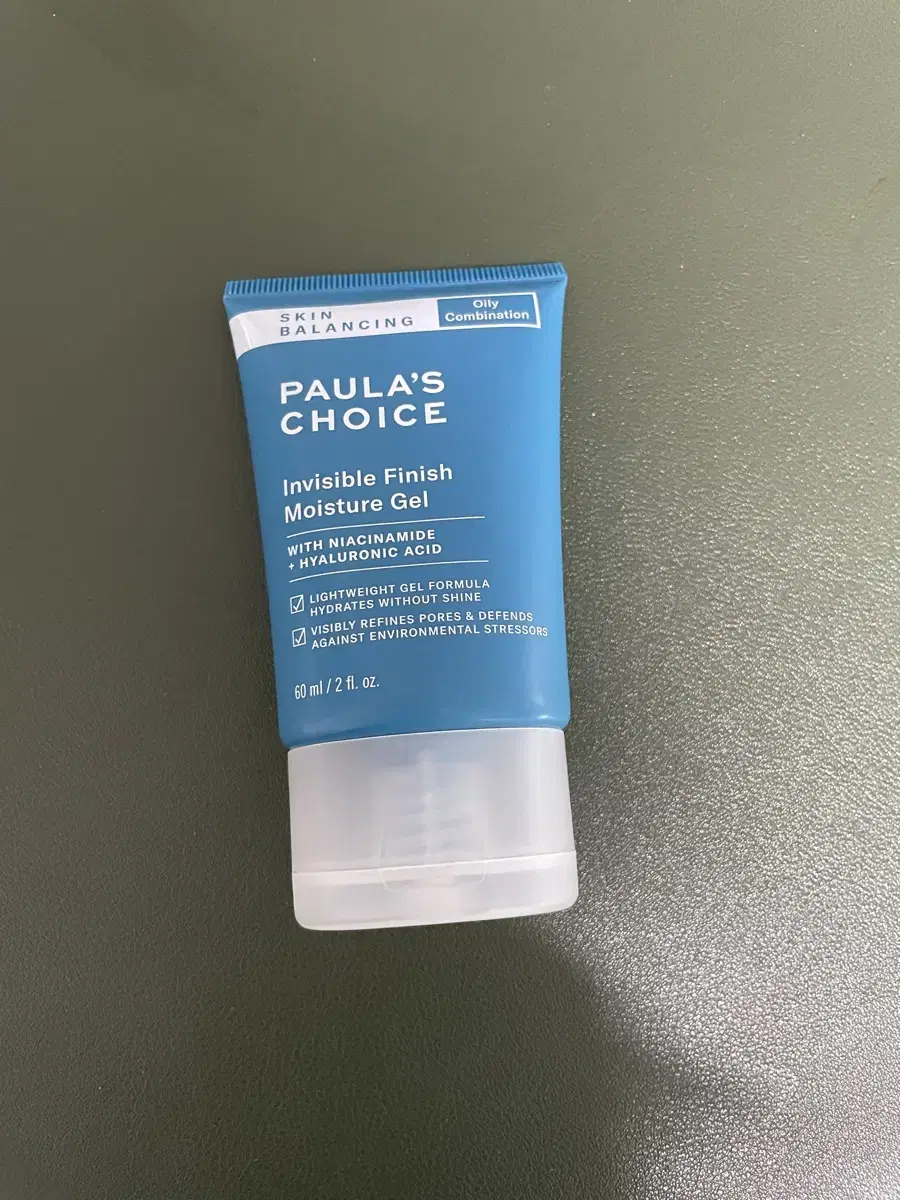 SKIN
BALANCING
Oily
Combination
PAULA'S
CHOICE
Invisible Finish
Moisture Gel
WITH NIACINAMIDE
+ HYALURONIC ACID
LIGHTWEIGHT GEL FORMULA
HYDRATES WITHOUT SHINE
VISIBLY REFINES PORES & DEFENDS
AGAINST ENVIRONMENTAL STRESSORS
60 ml / 2 fl. oz.